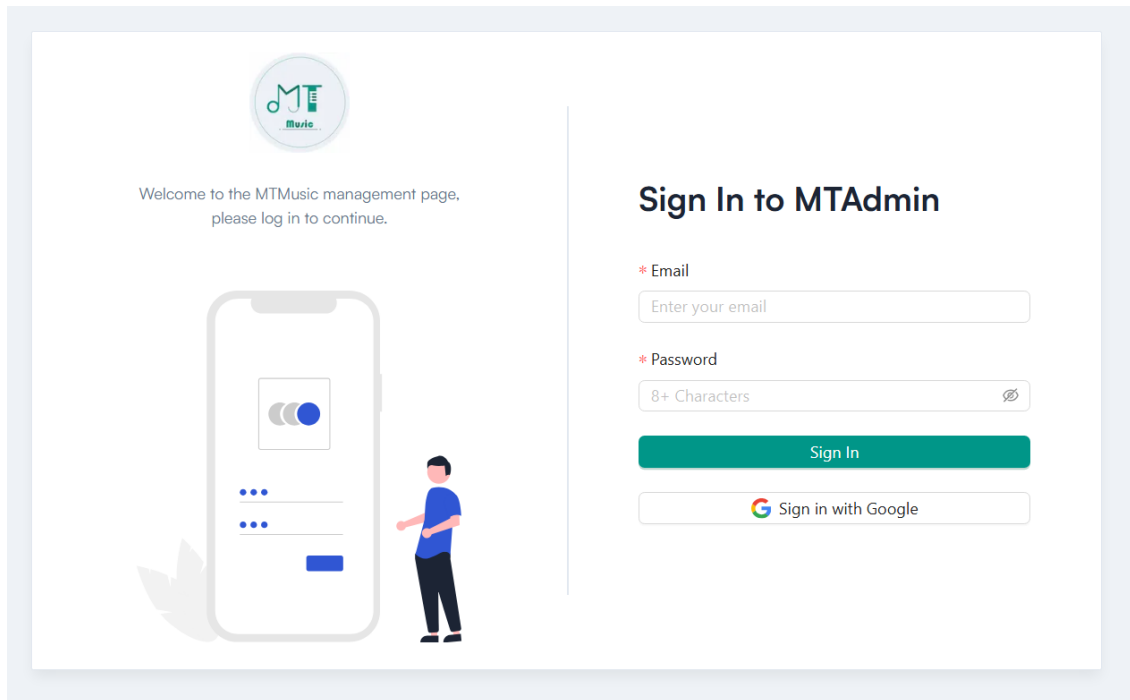 MT
Music
Welcome to the MTMusic management page,
please log in to continue.
Sign In to MTAdmin
* Email
Enter your email
* Password
8+ Characters
Sign In
Sign in with Google